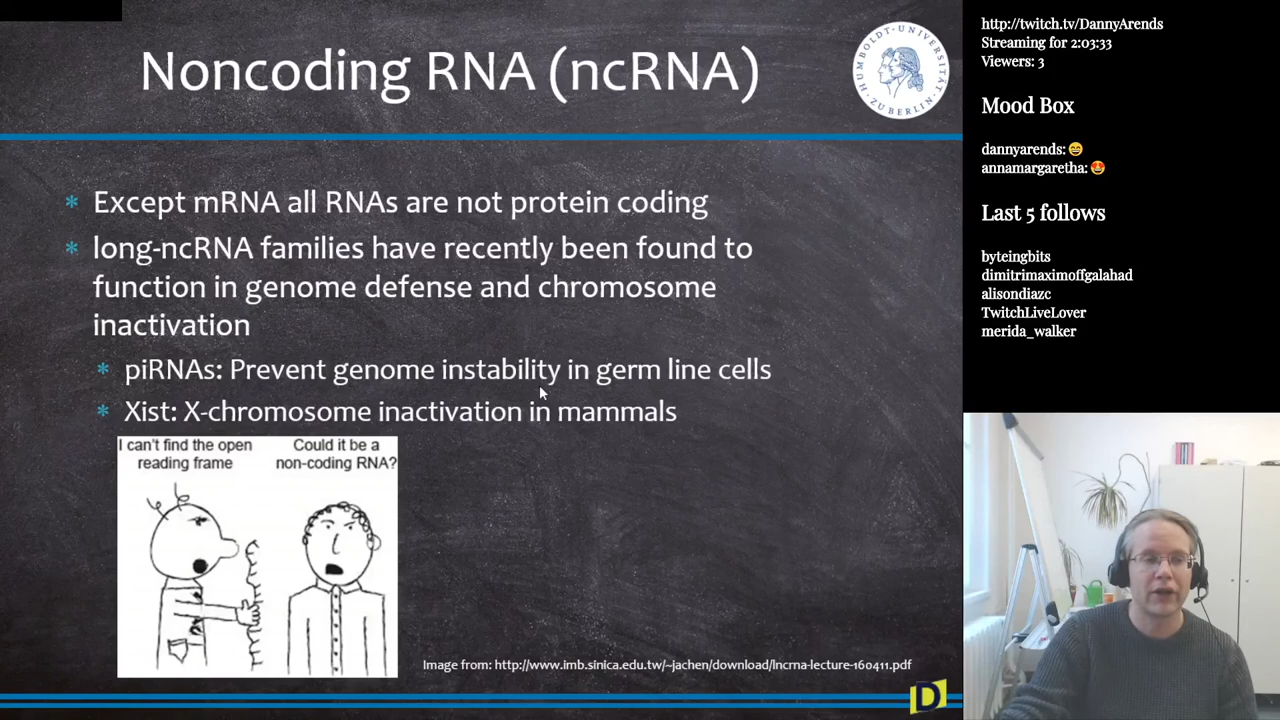 Noncoding RNA (ncRNA)
HUMBOLDT-UNIVERSITÄT
ZU BERLIN
* Except mRNA all RNAs are not protein coding
* long-ncRNA families have recently been found to
function in genome defense and chromosome
inactivation
* piRNAs: Prevent genome instability in germ line cells
* Xist: X-chromosome inactivation in mammals
I can't find the open
reading frame
Could it be a
non-coding RNA?
Image from: http://www.imb.sinica.edu.tw/~jachen/download/lncrna-lecture-160411.pdf
D
http://twitch.tv/DannyArends
Streaming for 2:03:33
Viewers: 3
Mood Box
dannyarends: 😄
annamargaretha: 😍
Last 5 follows
byteingbits
dimitrimaximoffgalahad
alisondiazc
TwitchLiveLover
merida_walker